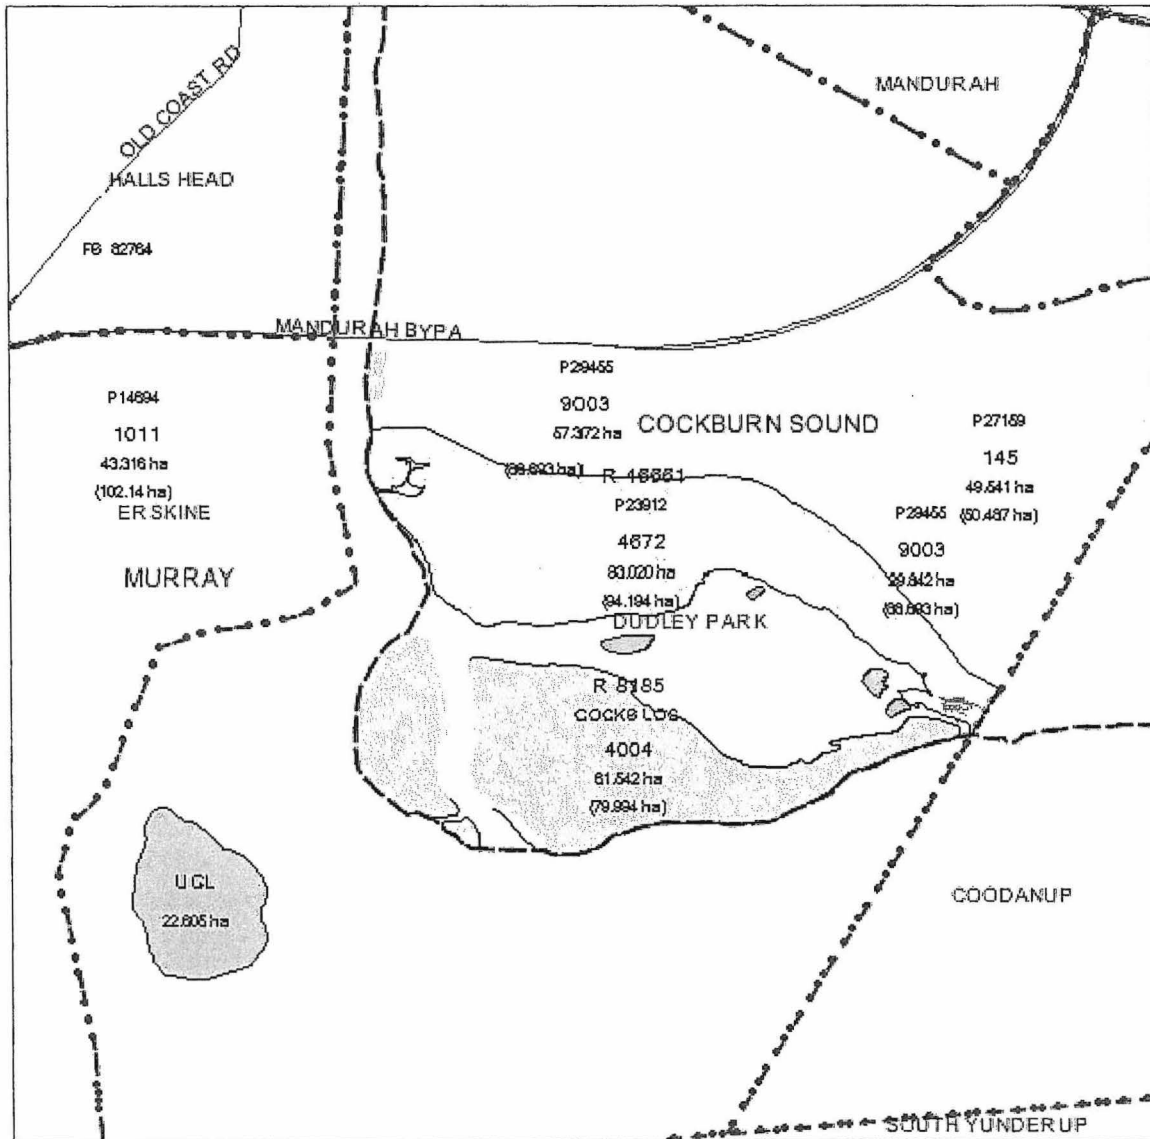 OLD COAST RD
MANDURAH
HALLS HEAD
MANDURAH BYPA
P14694
1011
43.316 ha
(102.14 ha)
ERSKINE
MURRAY
P29455
9003
57.372 ha
COCKBURN SOUND
P27159
145
49.541 ha
(50.487 ha)
R 46661
P23912
4672
83.020 ha
(94.194 ha)
DUDLEY PARK
P29455
9003
R 8185
COCKB LOC
4004
61.542 ha
(79.994 ha)
UCL
22.605 ha
COODANUP
SOUTH YUNDERUP